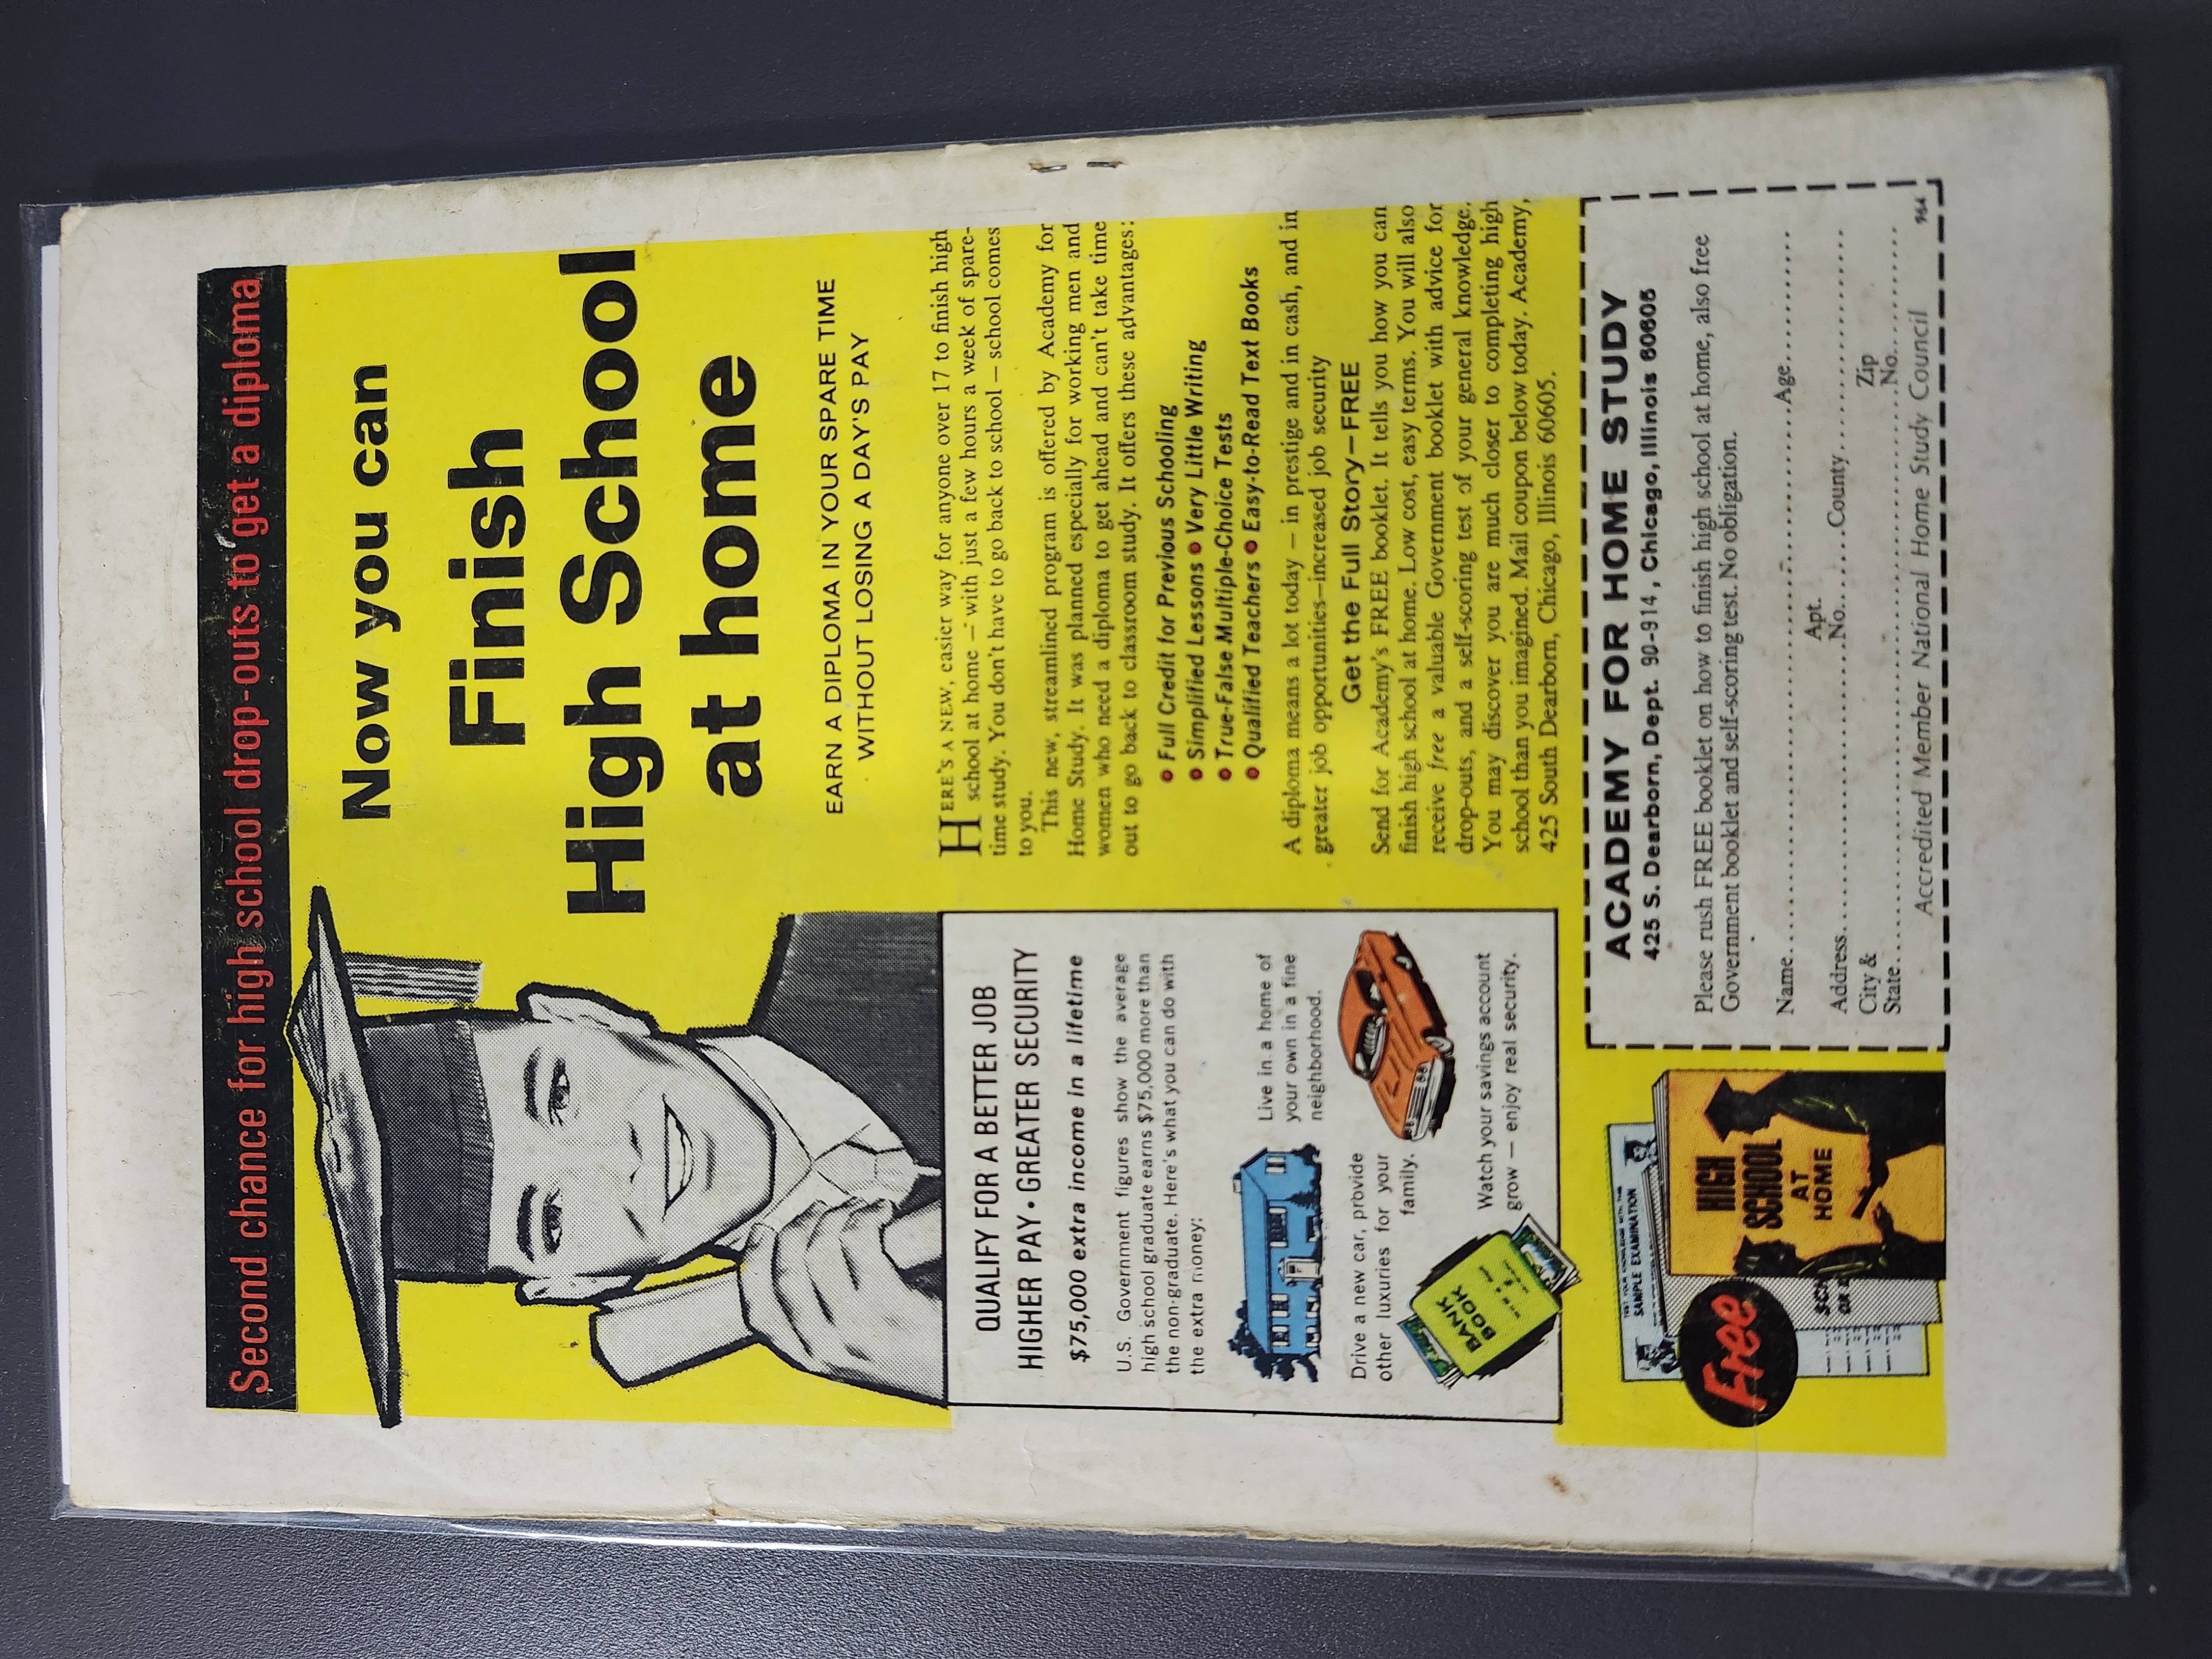 Second chance for high school drop-outs to get a diploma
Now you can
Finish
High School
at home
EARN A DIPLOMA IN YOUR SPARE TIME
WITHOUT LOSING A DAY'S PAY
HERE'S A NEW, easier way for anyone over 17 to finish high
school at home — with just a few hours a week of spare-
time study. You don't have to go back to school — school comes
to you.
This new, streamlined program is offered by Academy for
Home Study. It was planned especially for working men and
women who need a diploma to get ahead and can't take time
out to go back to classroom study. It offers these advantages:
• Full Credit for Previous Schooling
• Simplified Lessons • Very Little Writing
• True-False Multiple-Choice Tests
• Qualified Teachers • Easy-to-Read Text Books
A diploma means a lot today — in prestige and in cash, and in
greater job opportunities—increased job security
Get the Full Story—FREE
Send for Academy's FREE booklet. It tells you how you can
finish high school at home. Low cost, easy terms. You will also
receive free a valuable Government booklet with advice for
drop-outs, and a self-scoring test of your general knowledge.
You may discover you are much closer to completing high
school than you imagined. Mail coupon below today. Academy,
425 South Dearborn, Chicago, Illinois 60605.
QUALIFY FOR A BETTER JOB
HIGHER PAY • GREATER SECURITY
$75,000 extra income in a lifetime
U.S. Government figures show the average
high school graduate earns $75,000 more than
the non-graduate. Here's what you can do with
the extra money:
Live in a home of
your own in a fine
neighborhood.
Drive a new car, provide
other luxuries for your
family.
BANK
BOOK
Watch your savings account
grow — enjoy real security.
TEST YOUR KNOWLEDGE WITH THIS
SAMPLE EXAMINATION
Free
HIGH
SCHOOL
AT
HOME
ACADEMY FOR HOME STUDY
425 S. Dearborn, Dept. 90-914, Chicago, Illinois 60605
Please rush FREE booklet on how to finish high school at home, also free
Government booklet and self-scoring test. No obligation.
Name Age
Apt.
Address No. County
City & Zip
State No.
Accredited Member National Home Study Council 964